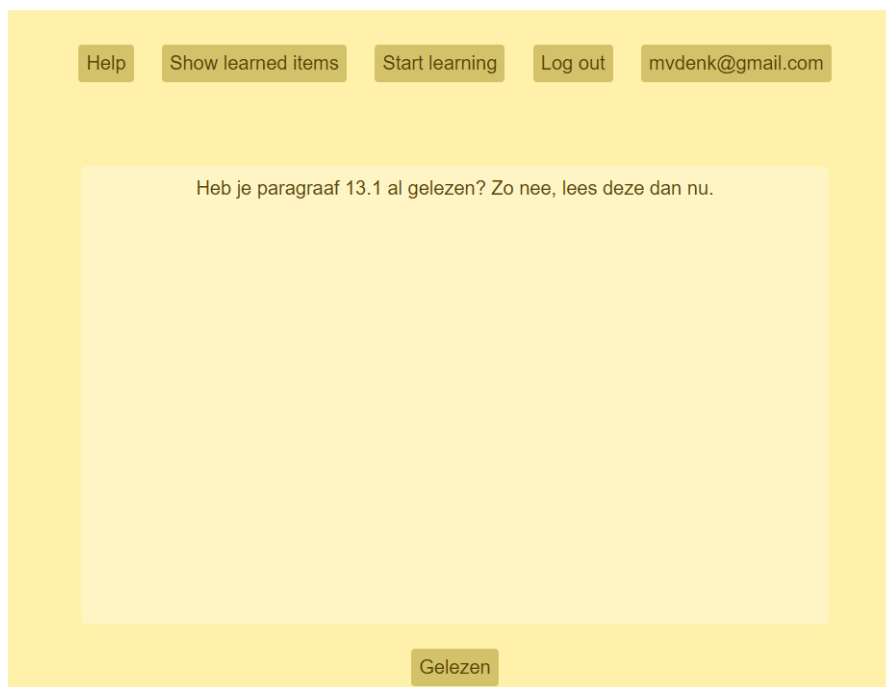 Help Show learned items Start learning Log out mvdenk@gmail.com
Heb je paragraaf 13.1 al gelezen? Zo nee, lees deze dan nu.
Gelezen